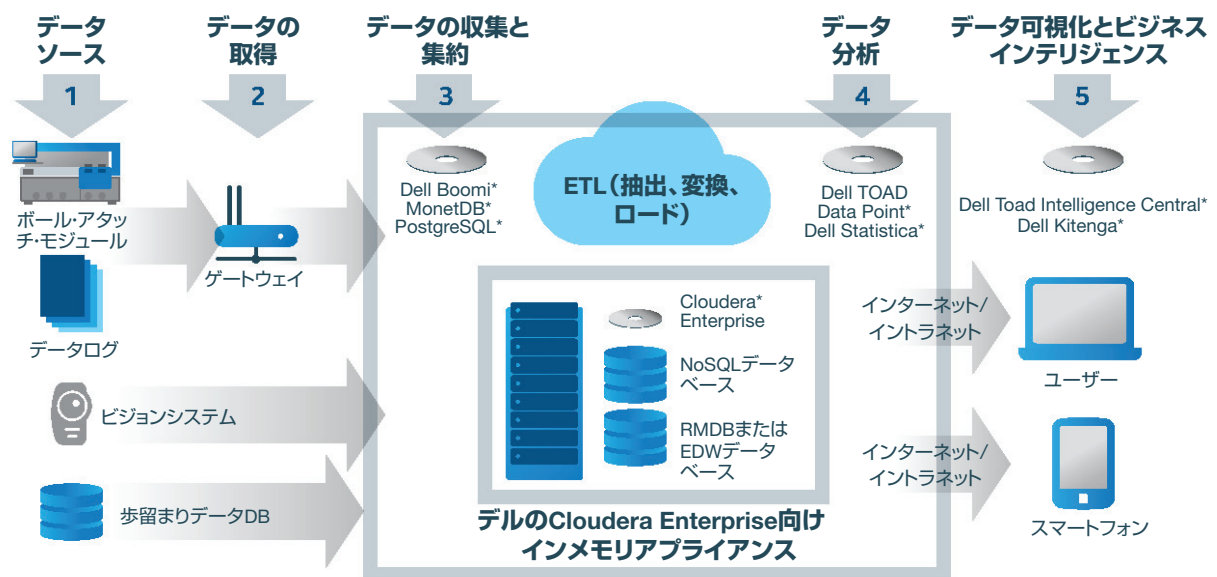 データ
ソース
データの
取得
データの収集と
集約
データ
分析
データ可視化とビジネス
インテリジェンス
1
2
3
4
5
ボール・アタッ
チ・モジュール
データログ
ビジョンシステム
歩留まりデータDB
ゲートウェイ
Dell Boomi*
MonetDB*
PostgreSQL*
ETL（抽出、変換、
ロード）
Dell TOAD
Data Point*
Dell Statistica*
Dell Toad Intelligence Central*
Dell Kitenga*
Cloudera*
Enterprise
NoSQLデータ
ベース
RMDBまたは
EDWデータ
ベース
デルのCloudera Enterprise向け
インメモリアプライアンス
インターネット/
イントラネット
ユーザー
インターネット/
イントラネット
スマートフォン